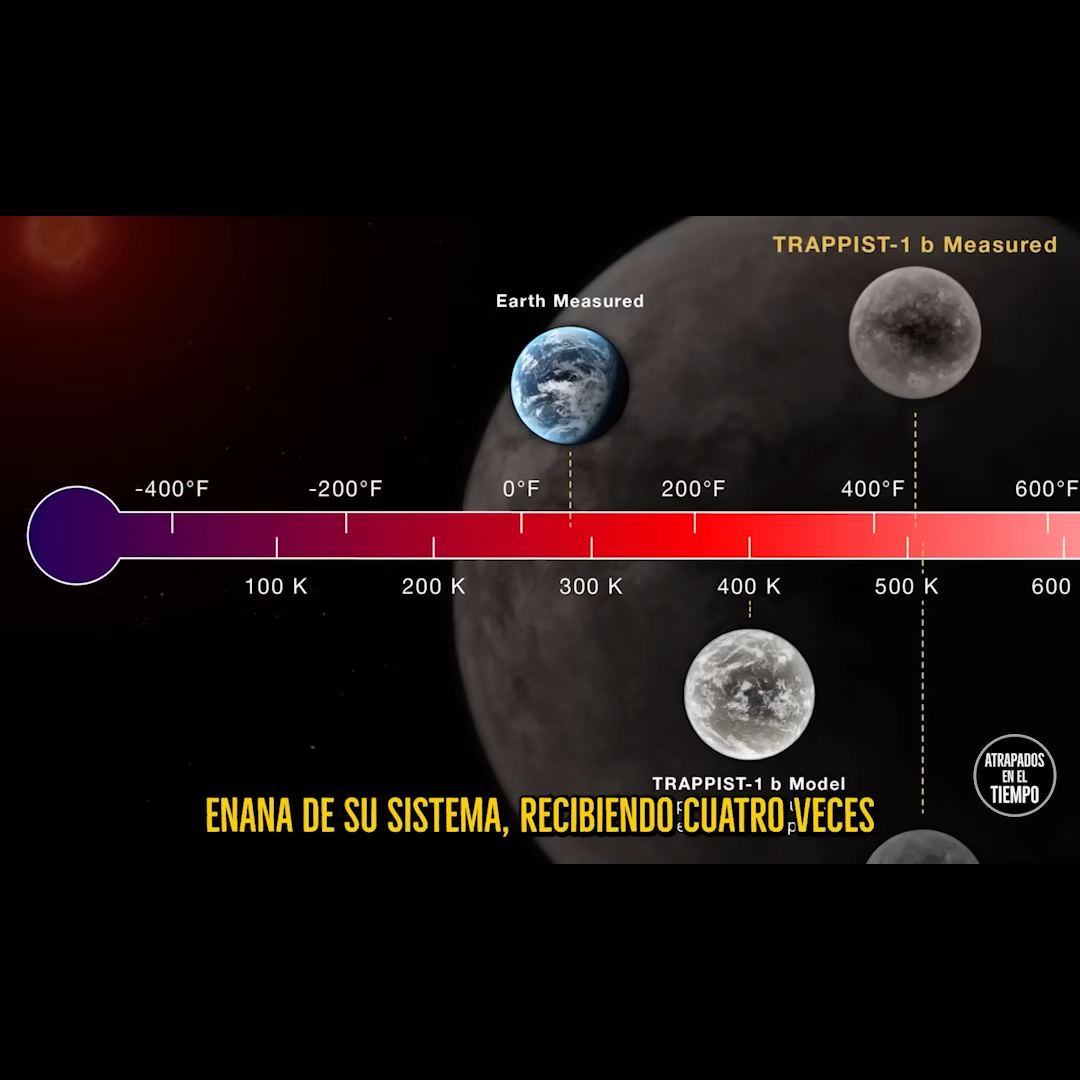 TRAPPIST-1 b Measured
Earth Measured
-400°F -200°F 0°F 200°F 400°F 600°F
100 K 200 K 300 K 400 K 500 K 600
TRAPPIST-1 b Model
ATRAPADOS
EN EL
TIEMPO
ENANA DE SU SISTEMA, RECIBIENDO CUATRO VECES